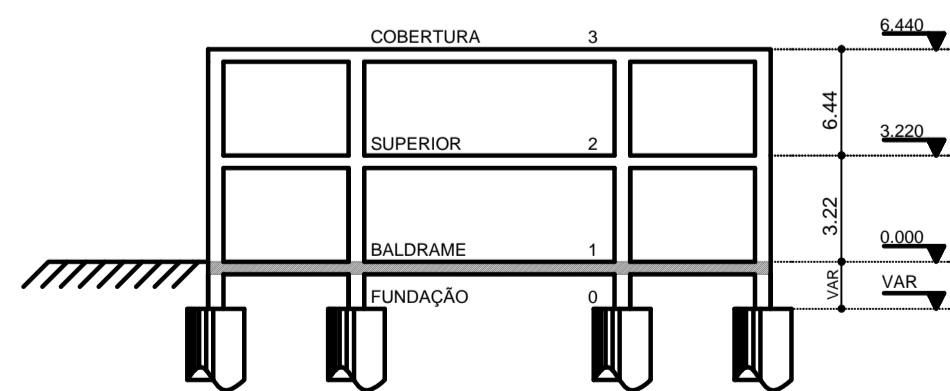 6.440
COBERTURA 3
6.44
3.220
SUPERIOR 2
3.22
0.000
BALDRAME 1
VAR
VAR
FUNDAÇÃO 0